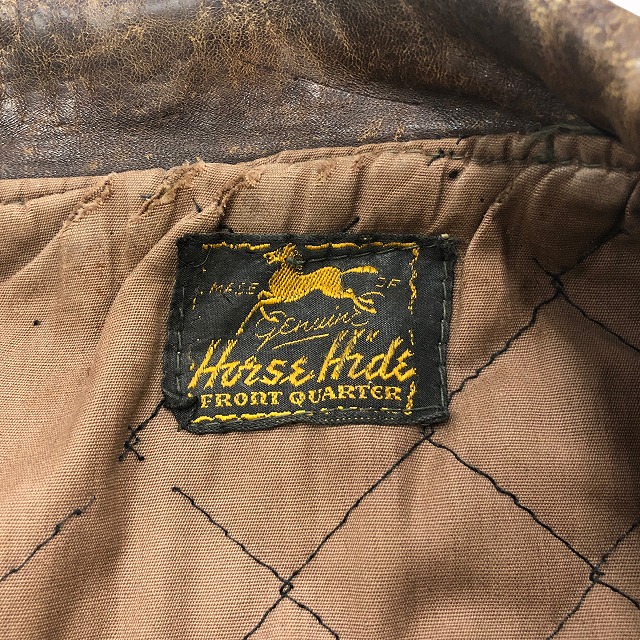 MADE OF
Genuine
Horse Hide
FRONT QUARTER